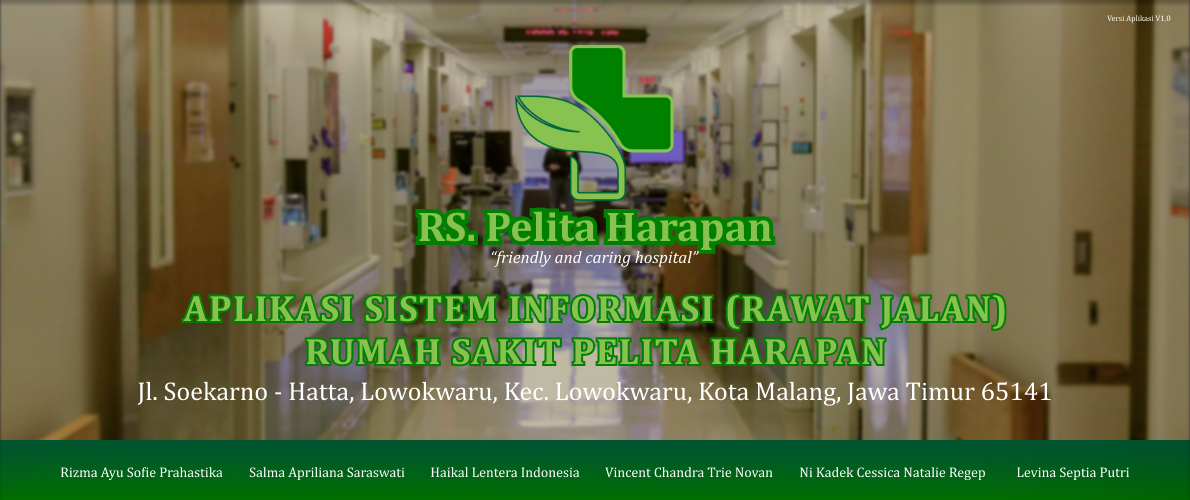 Versi Aplikasi V1.0
RS. Pelita Harapan
“friendly and caring hospital”
APLIKASI SISTEM INFORMASI (RAWAT JALAN)
RUMAH SAKIT PELITA HARAPAN
Jl. Soekarno - Hatta, Lowokwaru, Kec. Lowokwaru, Kota Malang, Jawa Timur 65141
Rizma Ayu Sofie Prahastika Salma Apriliana Saraswati Haikal Lentera Indonesia Vincent Chandra Trie Novan Ni Kadek Cessica Natalie Regep Levina Septia Putri